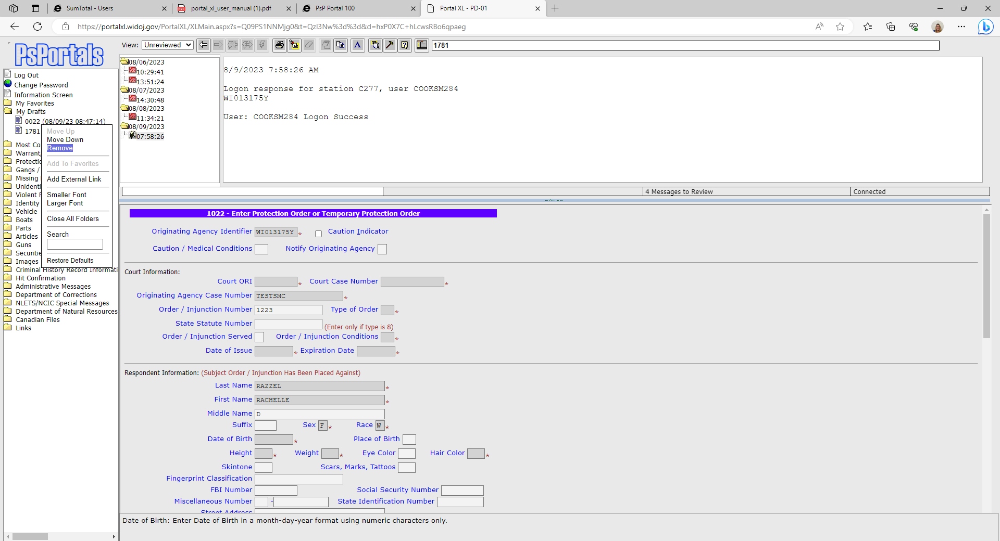 SumTotal - Users
portal_xl_user_manual (1).pdf
PsP Portal 100
Portal XL - PD-01
https://portalxl.widoj.gov/PortalXL/XLMain.aspx?s=Q09PS1NNMjg0&t=QzI3Nw%3d%3d&d=hxP0X7C+hLcwsRBo6qpaeg
PsPortals
View: Unreviewed
1781
Log Out
Change Password
Information Screen
My Favorites
My Drafts
0022 (08/09/23 08:47:14)
1781
Most Co
Warrant/
Protectic
Gangs /
Missing
Unidenti
Violent F
Identity
Vehicle
Boats
Parts
Articles
Guns
Securitie
Images
Criminal History Record Informati
Hit Confirmation
Administrative Messages
Department of Corrections
NLETS/NCIC Special Messages
Department of Natural Resources
Canadian Files
Links
Move Up
Move Down
Remove
Add To Favorites
Add External Link
Smaller Font
Larger Font
Close All Folders
Search
Restore Defaults
08/06/2023
10:29:41
13:51:24
08/07/2023
14:30:48
08/08/2023
11:34:21
08/09/2023
07:58:26
8/9/2023 7:58:26 AM
Logon response for station C277, user COOKSM284
WI013175Y
User: COOKSM284 Logon Success
4 Messages to Review
Connected
1022 - Enter Protection Order or Temporary Protection Order
Originating Agency Identifier WI013175Y * Caution Indicator
Caution / Medical Conditions Notify Originating Agency
Court Information:
Court ORI * Court Case Number *
Originating Agency Case Number TESTSMC *
Order / Injunction Number 1223 Type of Order *
State Statute Number (Enter only if type is 8)
Order / Injunction Served Order / Injunction Conditions *
Date of Issue * Expiration Date *
Respondent Information: (Subject Order / Injunction Has Been Placed Against)
Last Name RAZZEL *
First Name RACHELLE *
Middle Name D
Suffix Sex F * Race W *
Date of Birth * Place of Birth
Height * Weight * Eye Color Hair Color *
Skintone Scars, Marks, Tattoos
Fingerprint Classification
FBI Number Social Security Number
Miscellaneous Number - State Identification Number
Street Address
Date of Birth: Enter Date of Birth in a month-day-year format using numeric characters only.